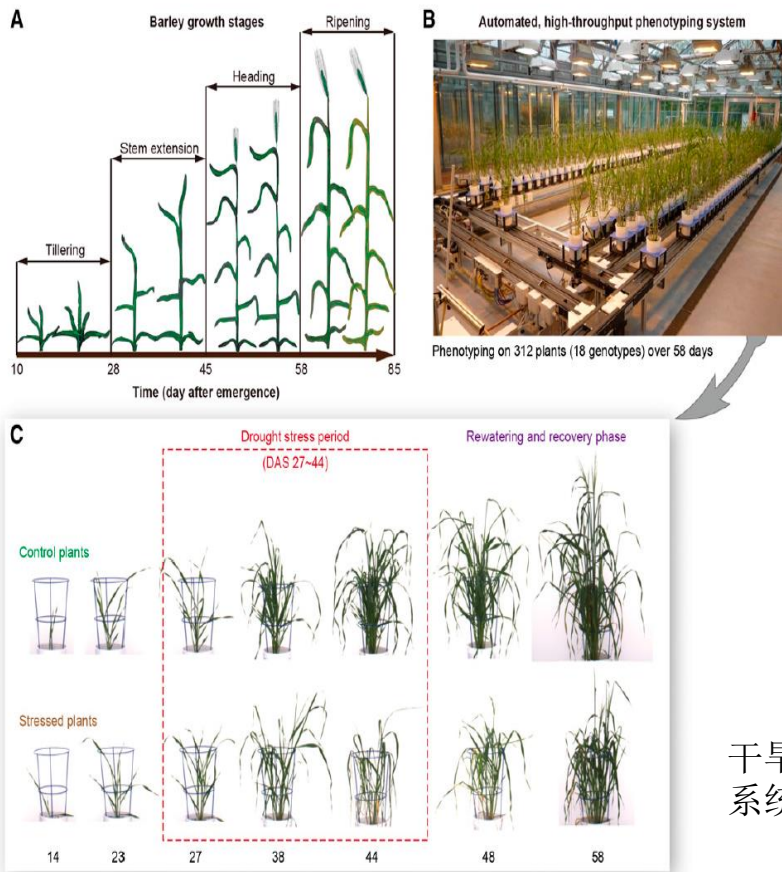 A
Barley growth stages
Ripening
Heading
Stem extension
Tillering
10 28 45 58 85
Time (day after emergence)
B
Automated, high-throughput phenotyping system
Phenotyping on 312 plants (18 genotypes) over 58 days
C
Drought stress period
(DAS 27~44)
Rewatering and recovery phase
Control plants
Stressed plants
14 23 27 38 44 48 58
干旱
系统